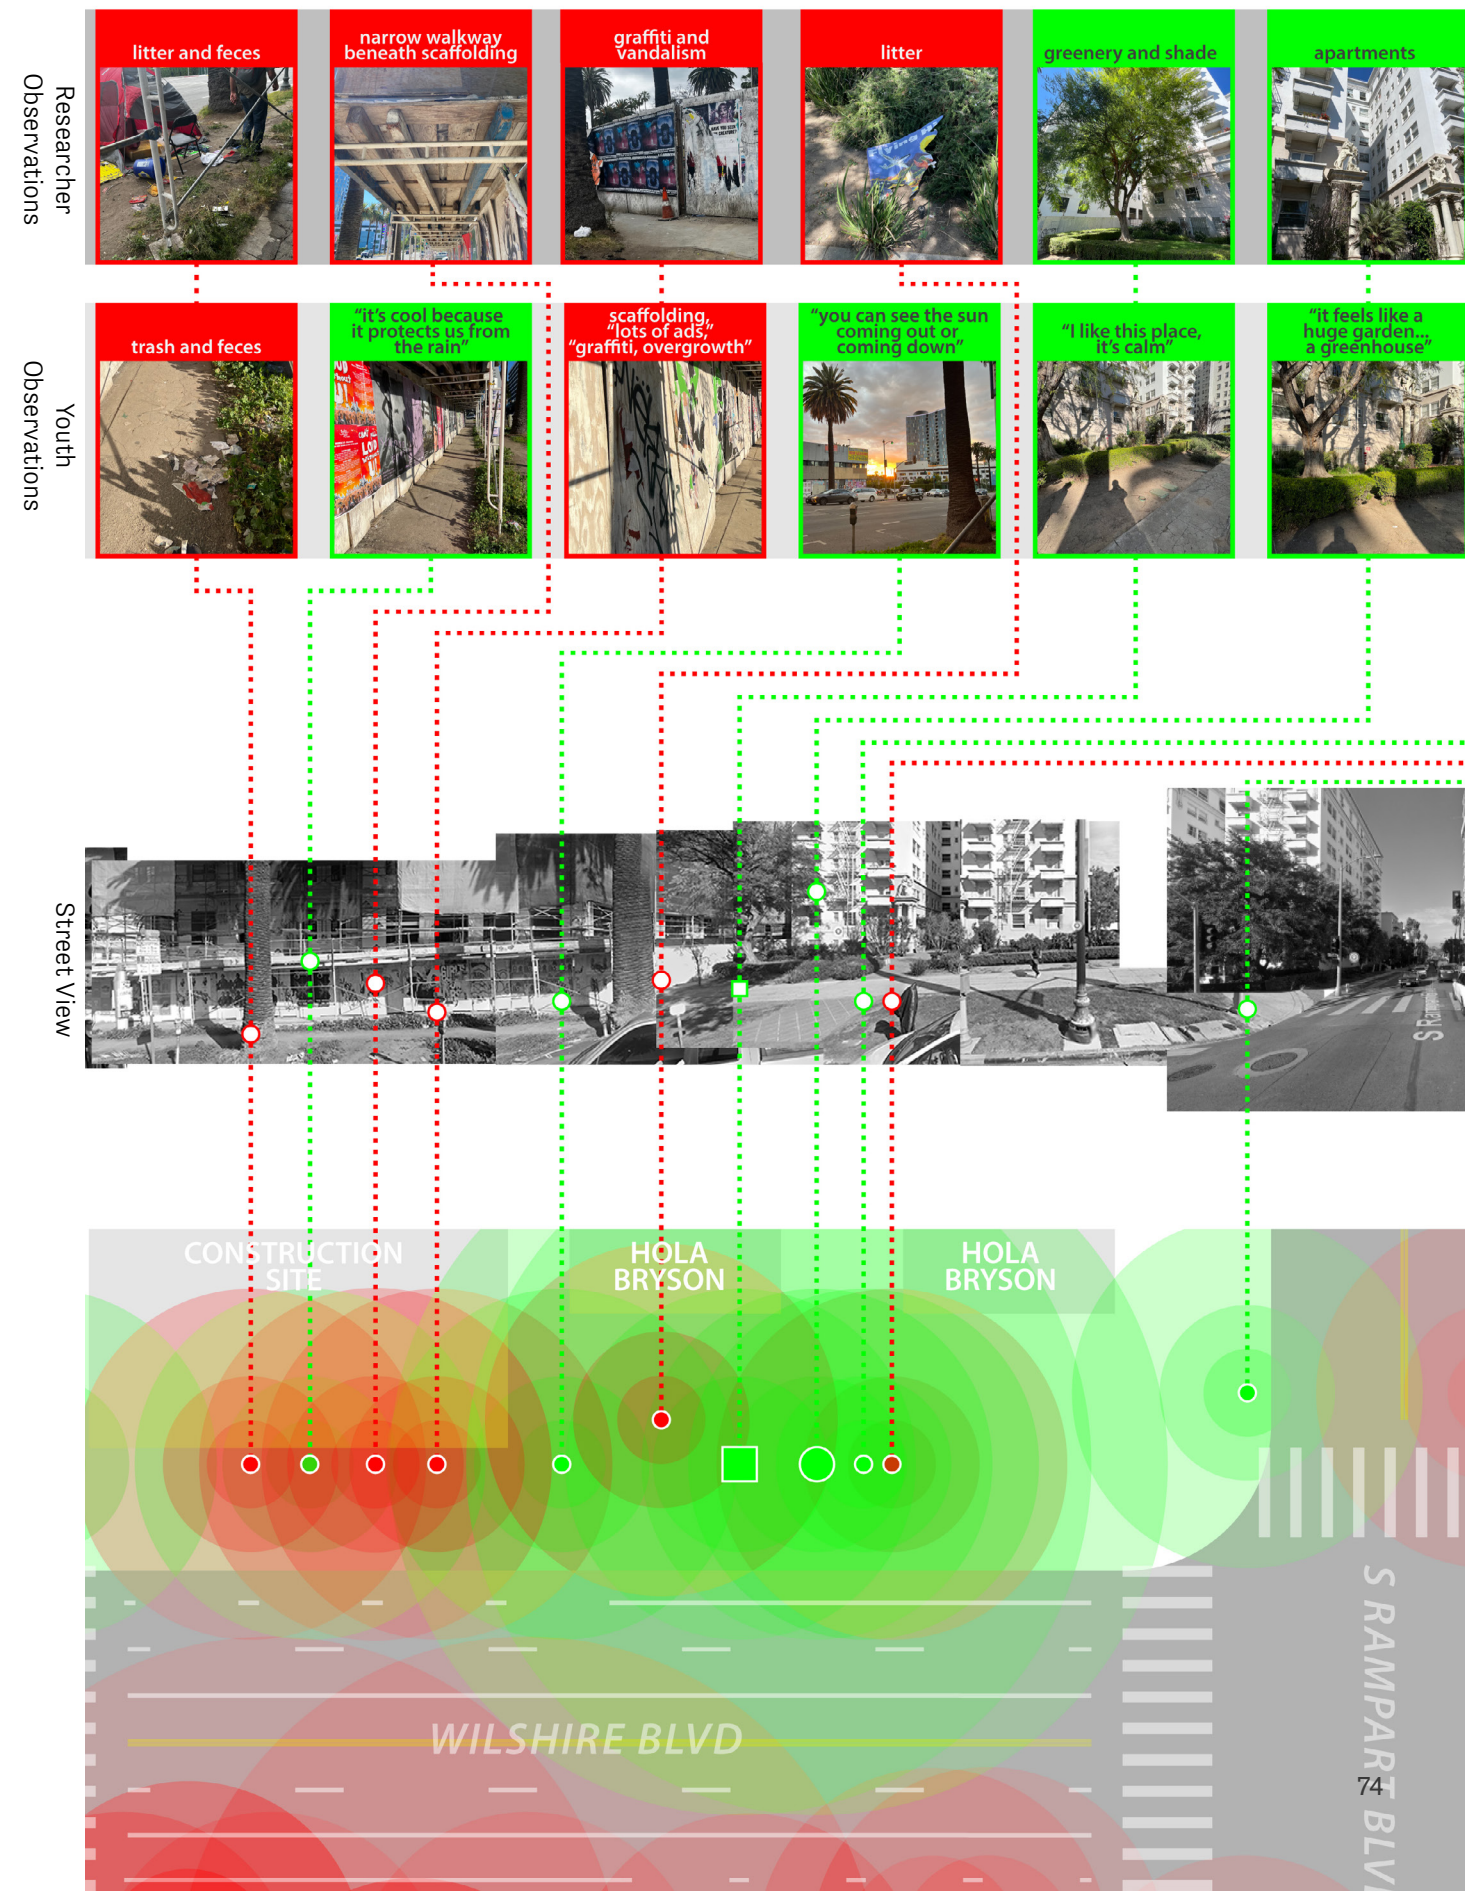 Researcher
Observations
litter and feces
narrow walkway
beneath scaffolding
graffiti and
vandalism
litter
greenery and shade
apartments
Youth
Observations
trash and feces
“it’s cool because
it protects us from
the rain”
scaffolding,
“lots of ads,”
“graffiti, overgrowth”
“you can see the sun
coming out or
coming down”
“I like this place,
it’s calm”
“it feels like a
huge garden...
a greenhouse”
Street View
CONSTRUCTION
SITE
HOLA
BRYSON
HOLA
BRYSON
WILSHIRE BLVD
S RAMPART BLV
74